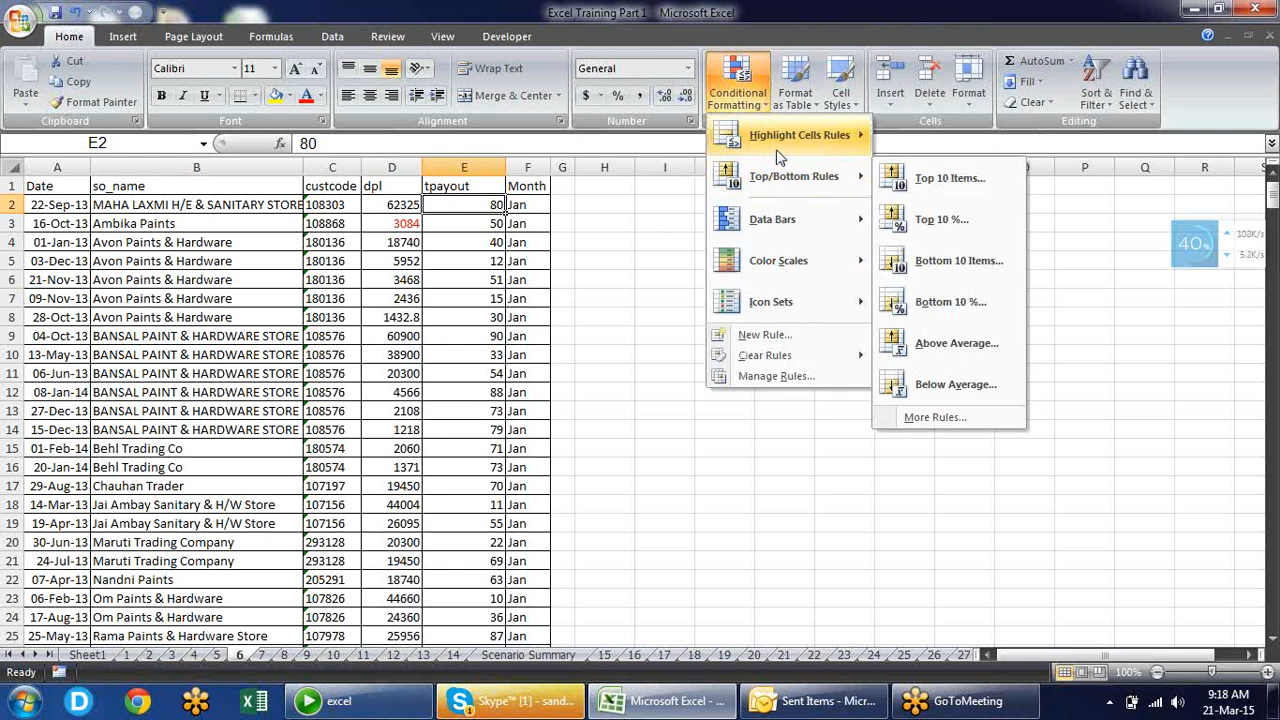 Excel Training Part 1 - Microsoft Excel
Home Insert Page Layout Formulas Data Review View Developer
Cut
Copy
Format Painter
Paste
Clipboard
Calibri 11
B I U
Font
Wrap Text
Merge & Center
Alignment
General
$ % ,
Number
Conditional Formatting
Format as Table
Cell Styles
Insert Delete Format
Cells
AutoSum
Fill
Clear
Sort & Filter
Find & Select
Editing
E2 fx 80
Highlight Cells Rules
Top/Bottom Rules
Data Bars
Color Scales
Icon Sets
New Rule...
Clear Rules
Manage Rules...
Top 10 Items...
Top 10 %...
Bottom 10 Items...
Bottom 10 %...
Above Average...
Below Average...
More Rules...
40%
5.2K/s
A B C D E F G H I N O P Q R S
1 Date so_name custcode dpl tpayout Month
2 22-Sep-13 MAHA LAXMI H/E & SANITARY STORE 108303 62325 80 Jan
3 16-Oct-13 Ambika Paints 108868 3084 50 Jan
4 01-Jan-13 Avon Paints & Hardware 180136 18740 40 Jan
5 03-Dec-13 Avon Paints & Hardware 180136 5952 12 Jan
6 21-Nov-13 Avon Paints & Hardware 180136 3468 51 Jan
7 09-Nov-13 Avon Paints & Hardware 180136 2436 15 Jan
8 08-Jan-13 Avon Paints & Hardware 180136 1432.8 30 Jan
9 04-Oct-13 BANSAL PAINT & HARDWARE STORE 108576 60900 90 Jan
10 13-May-13 BANSAL PAINT & HARDWARE STORE 108576 38900 33 Jan
11 06-Jun-13 BANSAL PAINT & HARDWARE STORE 108576 20300 54 Jan
12 08-Jan-14 BANSAL PAINT & HARDWARE STORE 108576 4566 88 Jan
13 27-Dec-13 BANSAL PAINT & HARDWARE STORE 108576 2108 73 Jan
14 15-Dec-13 BANSAL PAINT & HARDWARE STORE 108576 1218 79 Jan
15 01-Feb-14 Behl Trading Co 180574 2060 71 Jan
16 20-Jan-14 Behl Trading Co 180574 1371 73 Jan
17 29-Aug-13 Chauhan Trader 107197 19450 70 Jan
18 14-Mar-13 Jai Ambay Sanitary & H/W Store 107156 44004 11 Jan
19 19-Apr-13 Jai Ambay Sanitary & H/W Store 107156 26095 55 Jan
20 30-Jun-13 Maruti Trading Company 293128 20300 22 Jan
21 24-Jul-13 Maruti Trading Company 293128 19450 69 Jan
22 07-Apr-13 Nandni Paints 205291 18740 63 Jan
23 06-Feb-13 Om Paints & Hardware 107826 44660 10 Jan
24 17-Aug-13 Om Paints & Hardware 107826 24360 36 Jan
25 25-May-13 Rama Paints & Hardware Store 107978 25956 87 Jan
Sheet1 1 2 3 4 5 6 7 8 9 10 11 12 13 14 Scenario Summary 15 16 17 18 19 20 21 22 23 24 25 26 27
Ready 100%
excel Skype™ [1] - sand... Microsoft Excel - ... Sent Items - Micr... GoToMeeting
9:18 AM
21-Mar-15